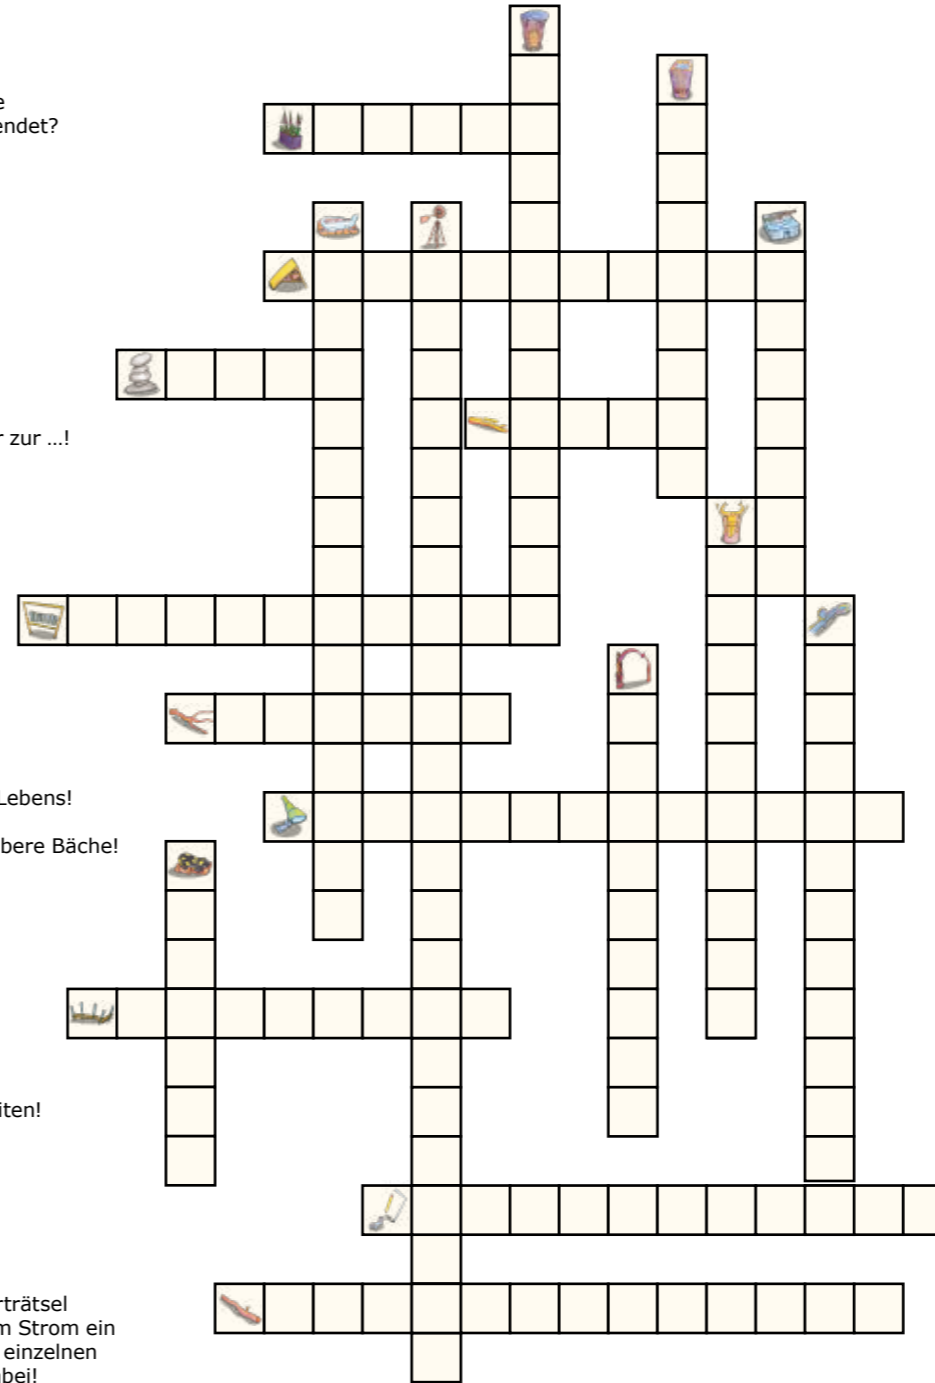 e
endet?
r zur …!
Lebens!
bere Bäche!
iten!
rträtsel
m Strom ein
einzelnen
bei!